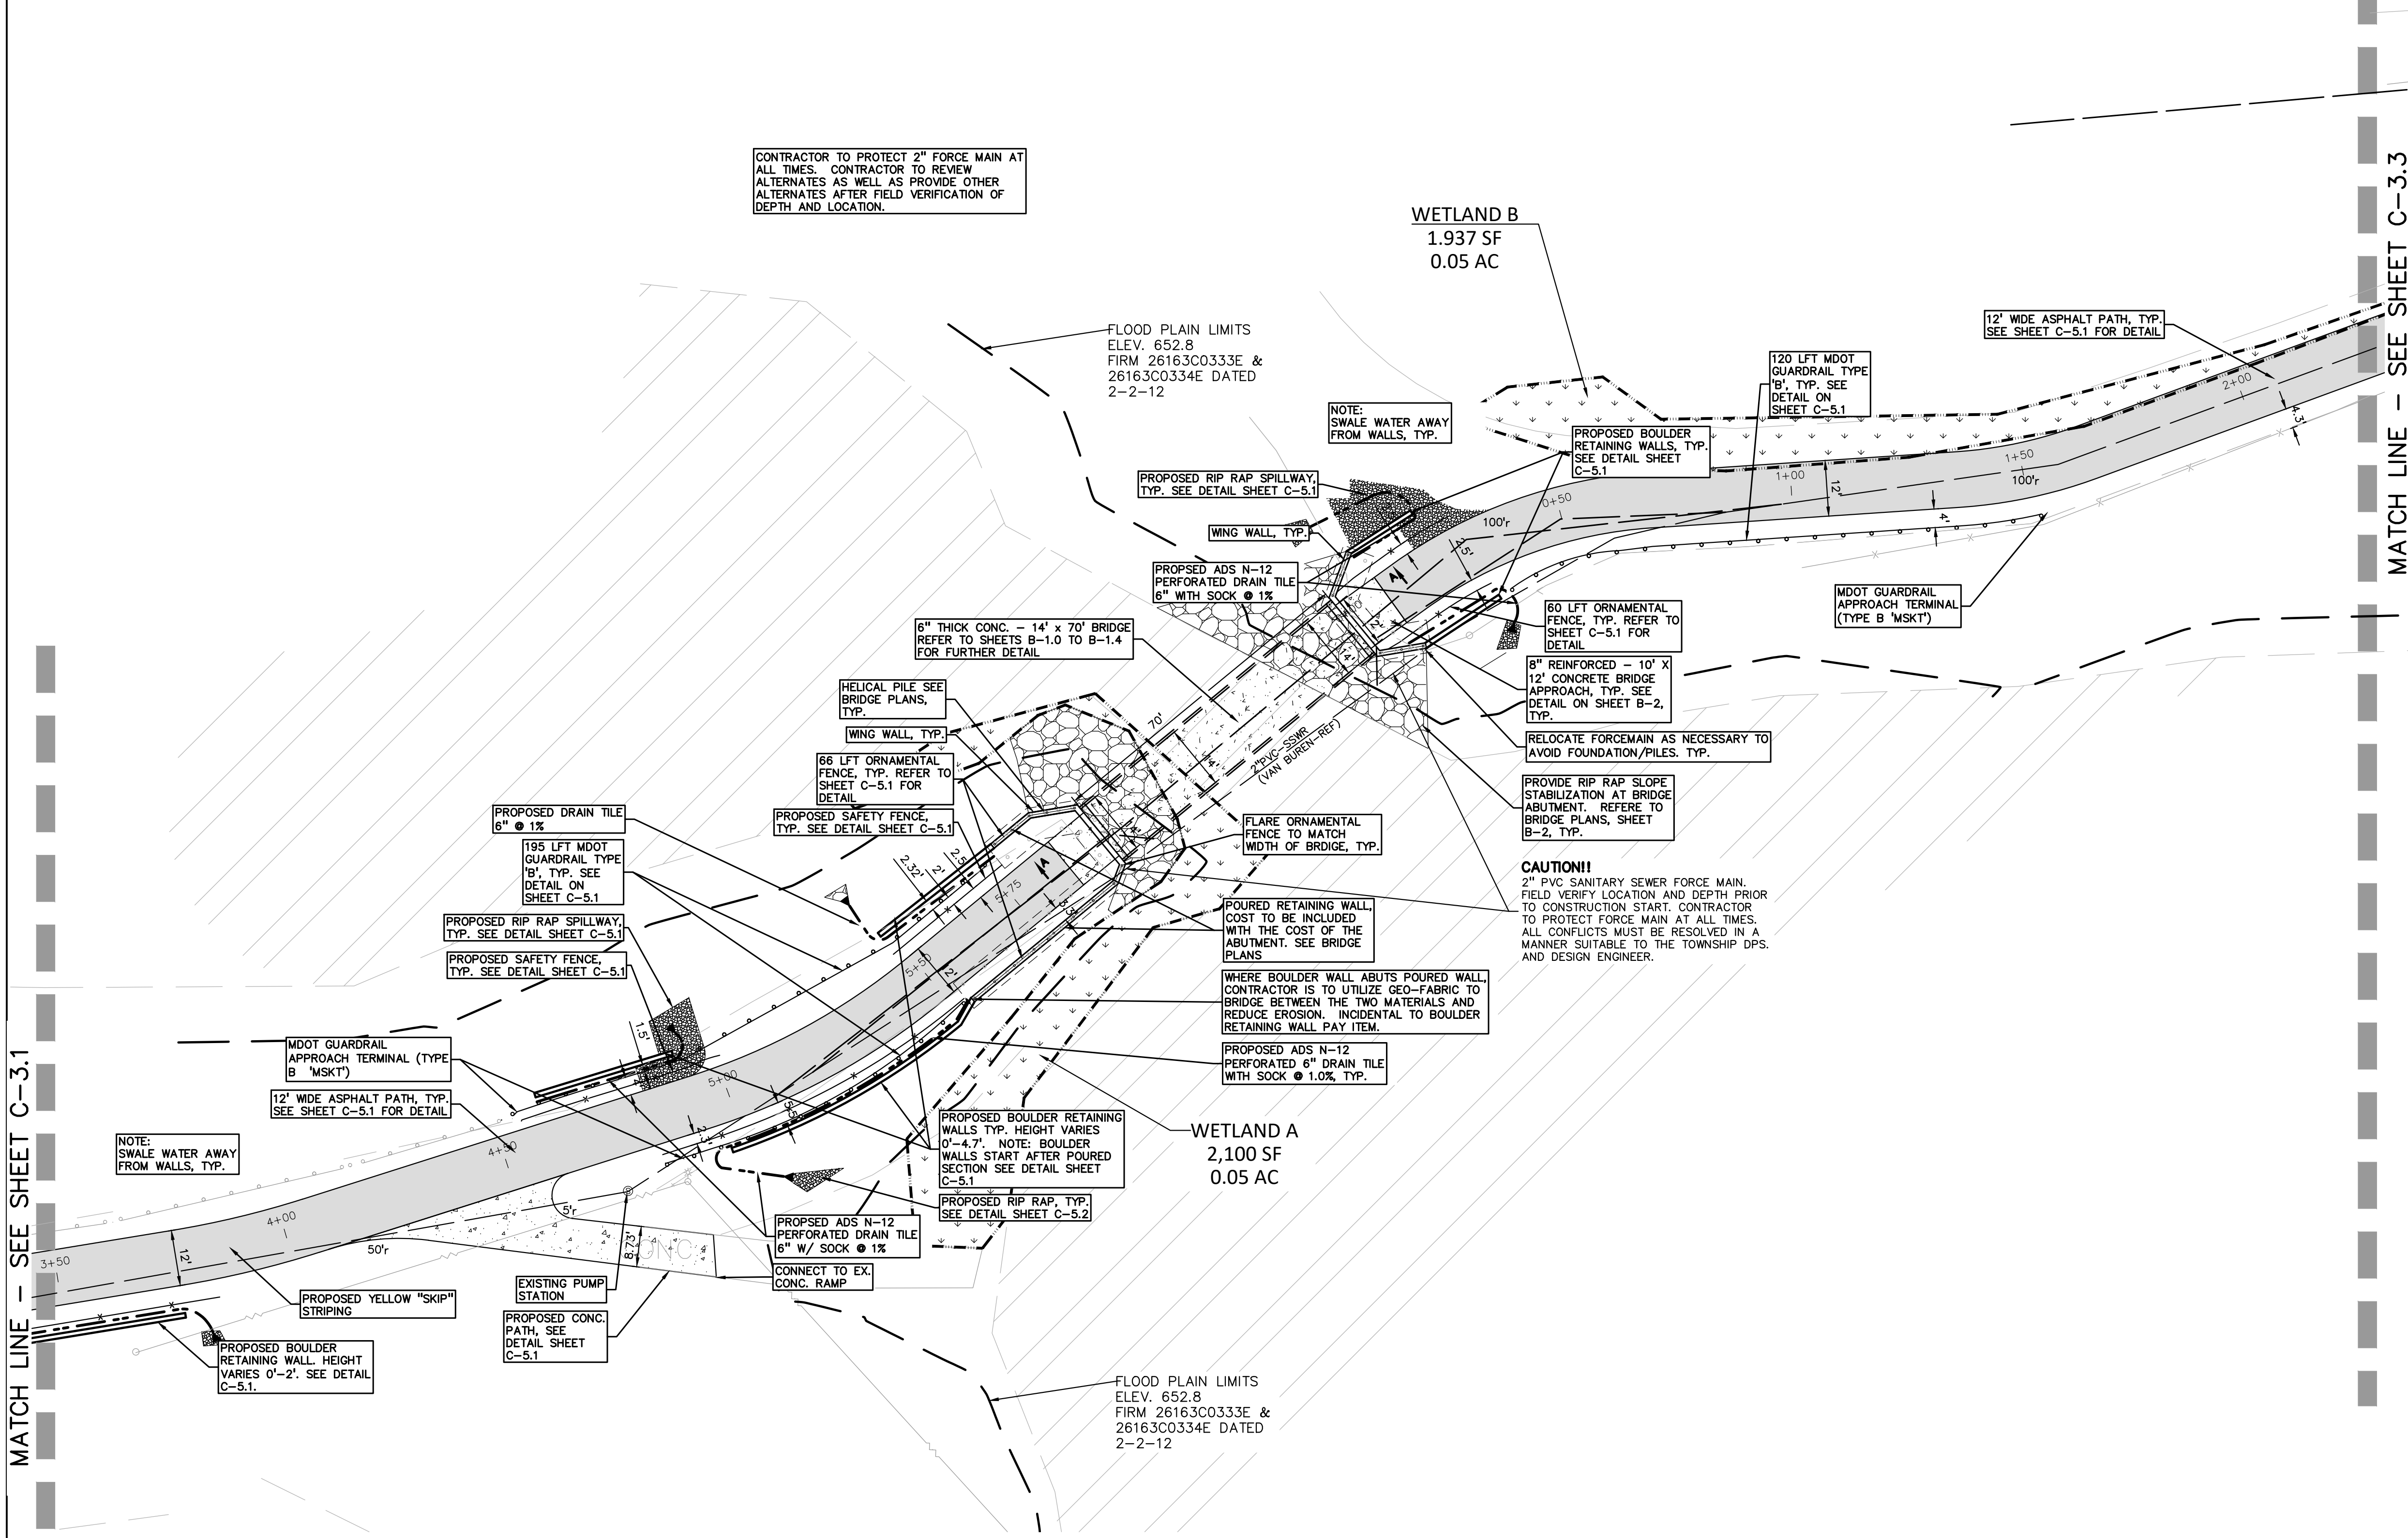 CONTRACTOR TO PROTECT 2" FORCE MAIN AT
ALL TIMES. CONTRACTOR TO REVIEW
ALTERNATES AS WELL AS PROVIDE OTHER
ALTERNATES AFTER FIELD VERIFICATION OF
DEPTH AND LOCATION.
WETLAND B
1.937 SF
0.05 AC
FLOOD PLAIN LIMITS
ELEV. 652.8
FIRM 26163C0333E &
26163C0334E DATED
2-2-12
12' WIDE ASPHALT PATH, TYP.
SEE SHEET C-5.1 FOR DETAIL
120 LFT MDOT
GUARDRAIL TYPE
'B', TYP. SEE
DETAIL ON
SHEET C-5.1
NOTE:
SWALE WATER AWAY
FROM WALLS, TYP.
PROPOSED BOULDER
RETAINING WALLS, TYP.
SEE DETAIL SHEET
C-5.1
PROPOSED RIP RAP SPILLWAY,
TYP. SEE DETAIL SHEET C-5.1
WING WALL, TYP.
PROPSED ADS N-12
PERFORATED DRAIN TILE
6" WITH SOCK @ 1%
0+50
1+00
1+50
2+00
100'r
100'r
12'
4'
4.3'
2.5'
A
12'
14'
MDOT GUARDRAIL
APPROACH TERMINAL
(TYPE B 'MSKT')
60 LFT ORNAMENTAL
FENCE, TYP. REFER TO
SHEET C-5.1 FOR
DETAIL
6" THICK CONC. - 14' x 70' BRIDGE
REFER TO SHEETS B-1.0 TO B-1.4
FOR FURTHER DETAIL
8" REINFORCED - 10' X
12' CONCRETE BRIDGE
APPROACH, TYP. SEE
DETAIL ON SHEET B-2,
TYP.
HELICAL PILE SEE
BRIDGE PLANS,
TYP.
WING WALL, TYP.
70'
2"PVC-SSWR
(VAN BUREN-REF)
RELOCATE FORCEMAIN AS NECESSARY TO
AVOID FOUNDATION/PILES. TYP.
66 LFT ORNAMENTAL
FENCE, TYP. REFER TO
SHEET C-5.1 FOR
DETAIL
PROVIDE RIP RAP SLOPE
STABILIZATION AT BRIDGE
ABUTMENT. REFERE TO
BRIDGE PLANS, SHEET
B-2, TYP.
PROPOSED DRAIN TILE
6" @ 1%
PROPOSED SAFETY FENCE,
TYP. SEE DETAIL SHEET C-5.1
FLARE ORNAMENTAL
FENCE TO MATCH
WIDTH OF BRDIGE, TYP.
195 LFT MDOT
GUARDRAIL TYPE
'B', TYP. SEE
DETAIL ON
SHEET C-5.1
CAUTION!!
2" PVC SANITARY SEWER FORCE MAIN.
FIELD VERIFY LOCATION AND DEPTH PRIOR
TO CONSTRUCTION START. CONTRACTOR
TO PROTECT FORCE MAIN AT ALL TIMES.
ALL CONFLICTS MUST BE RESOLVED IN A
MANNER SUITABLE TO THE TOWNSHIP DPS.
AND DESIGN ENGINEER.
2.32'
2'
2.5'
5+75
A
PROPOSED RIP RAP SPILLWAY,
TYP. SEE DETAIL SHEET C-5.1
POURED RETAINING WALL,
COST TO BE INCLUDED
WITH THE COST OF THE
ABUTMENT. SEE BRIDGE
PLANS
PROPOSED SAFETY FENCE,
TYP. SEE DETAIL SHEET C-5.1
5+50
12'
WHERE BOULDER WALL ABUTS POURED WALL,
CONTRACTOR IS TO UTILIZE GEO-FABRIC TO
BRIDGE BETWEEN THE TWO MATERIALS AND
REDUCE EROSION. INCIDENTAL TO BOULDER
RETAINING WALL PAY ITEM.
MDOT GUARDRAIL
APPROACH TERMINAL (TYPE
B 'MSKT')
1.5'
PROPOSED ADS N-12
PERFORATED 6" DRAIN TILE
WITH SOCK @ 1.0%, TYP.
5+00
5.5'
2.3'
12' WIDE ASPHALT PATH, TYP.
SEE SHEET C-5.1 FOR DETAIL
PROPOSED BOULDER RETAINING
WALLS TYP. HEIGHT VARIES
0'-4.7'. NOTE: BOULDER
WALLS START AFTER POURED
SECTION SEE DETAIL SHEET
C-5.1
WETLAND A
2,100 SF
0.05 AC
NOTE:
SWALE WATER AWAY
FROM WALLS, TYP.
4+50
PROPOSED RIP RAP, TYP.
SEE DETAIL SHEET C-5.2
PROPSED ADS N-12
PERFORATED DRAIN TILE
6" W/ SOCK @ 1%
4+00
5'r
50'r
8.73'
CONC
3+50
12'
CONNECT TO EX.
CONC. RAMP
EXISTING PUMP
STATION
PROPOSED YELLOW "SKIP"
STRIPING
PROPOSED CONC.
PATH, SEE
DETAIL SHEET
C-5.1
PROPOSED BOULDER
RETAINING WALL. HEIGHT
VARIES 0'-2'. SEE DETAIL
C-5.1.
FLOOD PLAIN LIMITS
ELEV. 652.8
FIRM 26163C0333E &
26163C0334E DATED
2-2-12
MATCH LINE - SEE SHEET C-3.1
MATCH LINE - SEE SHEET C-3.3